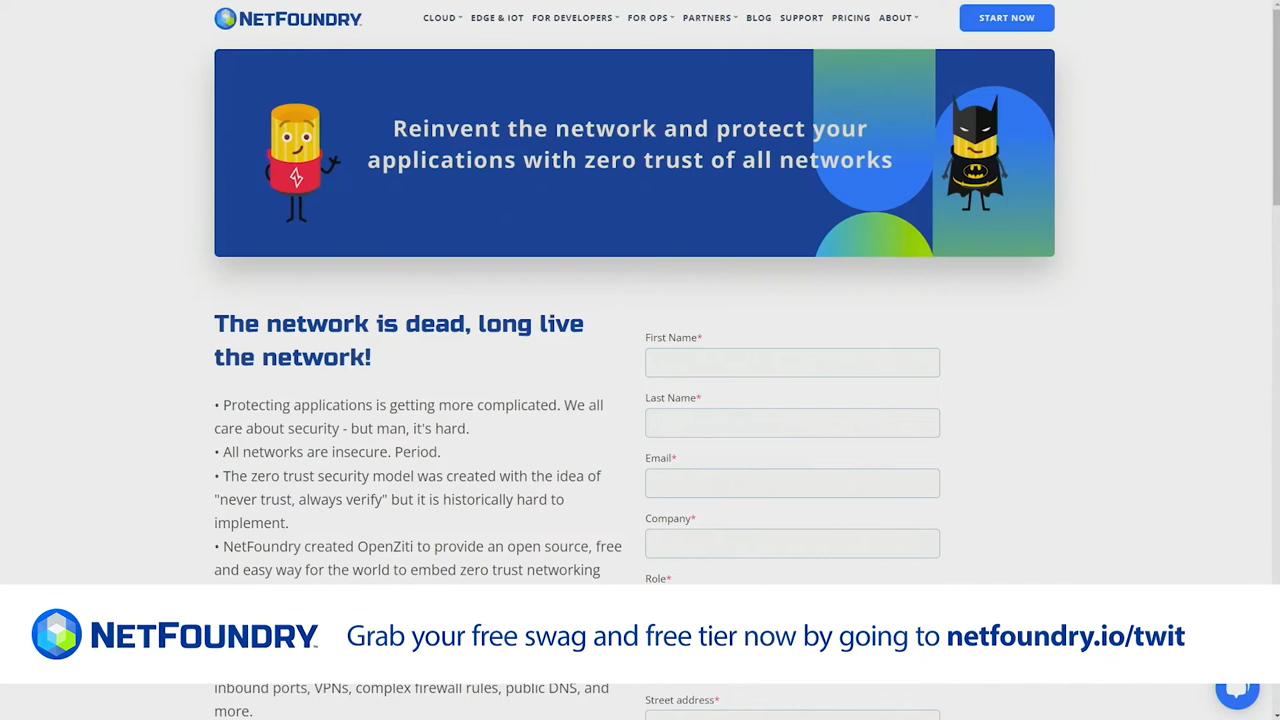 NETFOUNDRY™
CLOUD EDGE & IOT FOR DEVELOPERS FOR OPS PARTNERS BLOG SUPPORT PRICING ABOUT
START NOW
Reinvent the network and protect your
applications with zero trust of all networks
The network is dead, long live
the network!
• Protecting applications is getting more complicated. We all
care about security - but man, it's hard.
• All networks are insecure. Period.
• The zero trust security model was created with the idea of
"never trust, always verify" but it is historically hard to
implement.
• NetFoundry created OpenZiti to provide an open source, free
and easy way for the world to embed zero trust networking
First Name*
Last Name*
Email*
Company*
Role*
NETFOUNDRY™
Grab your free swag and free tier now by going to netfoundry.io/twit
inbound ports, VPNs, complex firewall rules, public DNS, and
more.
Street address*